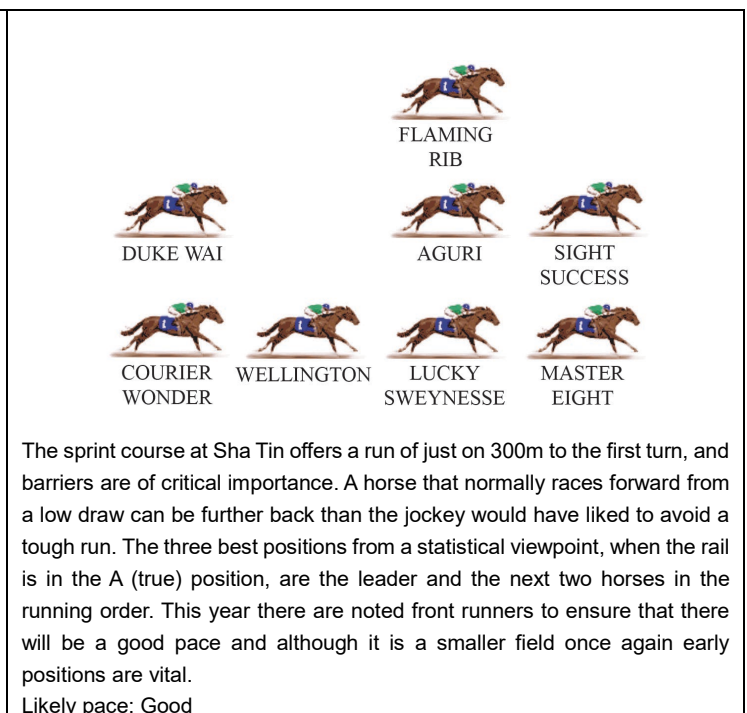 FLAMING
RIB
DUKE WAI
AGURI
SIGHT
SUCCESS
COURIER
WONDER
WELLINGTON
LUCKY
SWEYNESSE
MASTER
EIGHT
The sprint course at Sha Tin offers a run of just on 300m to the first turn, and
barriers are of critical importance. A horse that normally races forward from
a low draw can be further back than the jockey would have liked to avoid a
tough run. The three best positions from a statistical viewpoint, when the rail
is in the A (true) position, are the leader and the next two horses in the
running order. This year there are noted front runners to ensure that there
will be a good pace and although it is a smaller field once again early
positions are vital.
Likely pace: Good